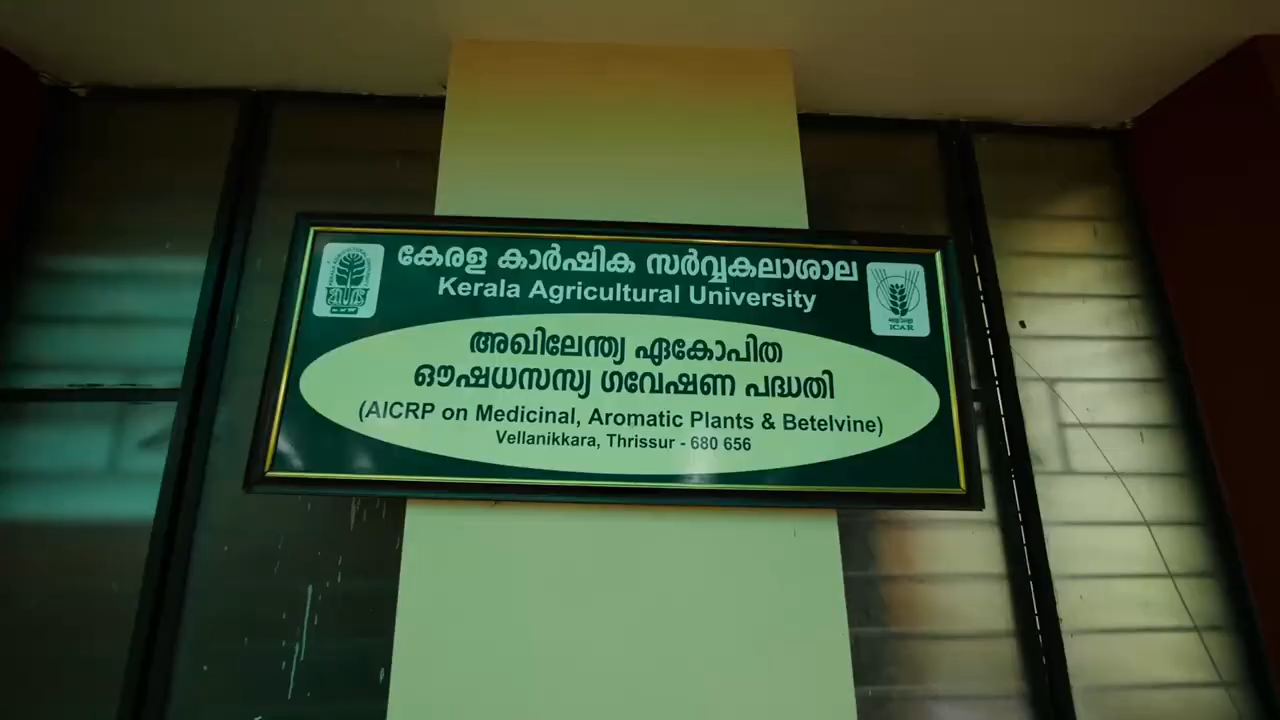 കേരള കാർഷിക സർവ്വകലാശാല
Kerala Agricultural University
ICAR
അഖിലേന്ത്യ ഏകോപിത
ഔഷധസസ്യ ഗവേഷണ പദ്ധതി
(AICRP on Medicinal, Aromatic Plants & Betelvine)
Vellanikkara, Thrissur - 680 656